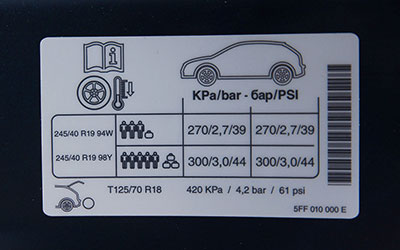 i
KPa/bar - бар/PSI
245/40 R19 94W 270/2,7/39 270/2,7/39
245/40 R19 98Y 300/3,0/44 300/3,0/44
T125/70 R18 420 KPa / 4,2 bar / 61 psi
5FF 010 000 E